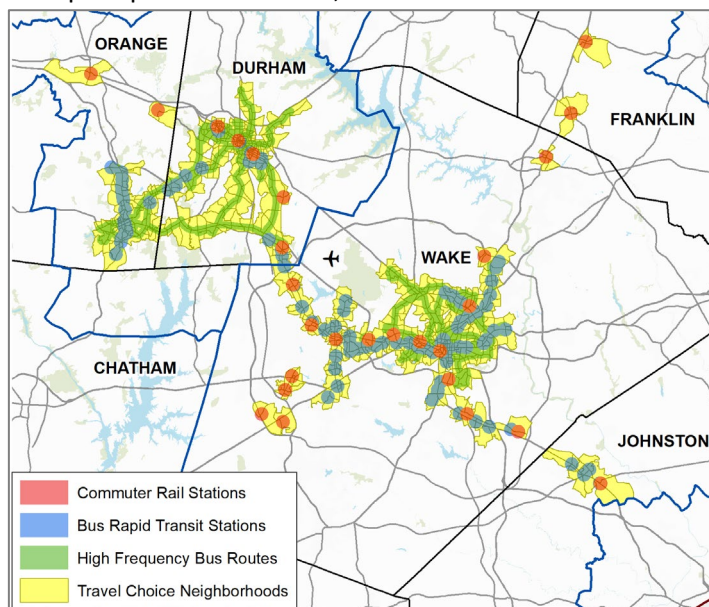 ORANGE
DURHAM
FRANKLIN
WAKE
CHATHAM
JOHNSTON
Commuter Rail Stations
Bus Rapid Transit Stations
High Frequency Bus Routes
Travel Choice Neighborhoods